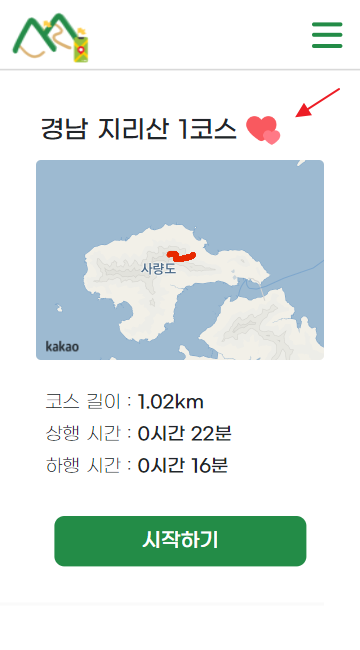 경남 지리산 1코스
사량도
kakao
코스 길이 : 1.02km
상행 시간 : 0시간 22분
하행 시간 : 0시간 16분
시작하기